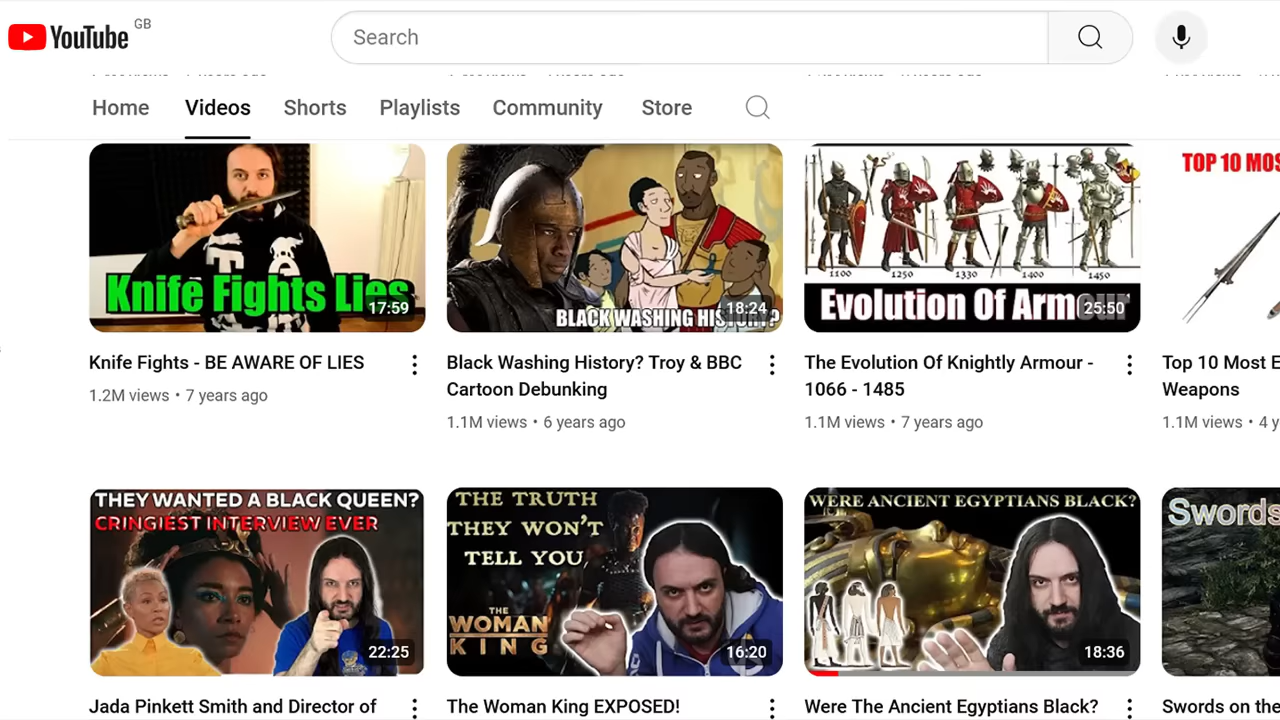 YouTube GB
Search
Home Videos Shorts Playlists Community Store
Knife Fights Lies
17:59
BLACK WASHING HISTORY?
18:24
1100 1250 1330 1400 1450
Evolution Of Armour
25:50
TOP 10 MOS
Knife Fights - BE AWARE OF LIES
1.2M views • 7 years ago
Black Washing History? Troy & BBC
Cartoon Debunking
1.1M views • 6 years ago
The Evolution Of Knightly Armour -
1066 - 1485
1.1M views • 7 years ago
Top 10 Most E
Weapons
1.1M views • 4 y
THEY WANTED A BLACK QUEEN?
CRINGIEST INTERVIEW EVER
22:25
THE TRUTH
THEY WON'T
TELL YOU
THE
WOMAN
KING
16:20
WERE ANCIENT EGYPTIANS BLACK?
18:36
Swords
Jada Pinkett Smith and Director of
The Woman King EXPOSED!
Were The Ancient Egyptians Black?
Swords on the